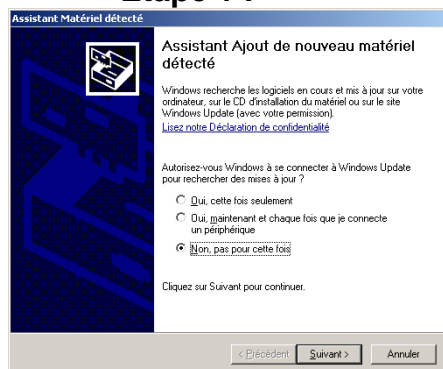 Assistant Matériel détecté
Assistant Ajout de nouveau matériel
détecté
Windows recherche les logiciels en cours et mis à jour sur votre
ordinateur, sur le CD d'installation du matériel ou sur le site
Windows Update (avec votre permission).
Lisez notre Déclaration de confidentialité
Autorisez-vous Windows à se connecter à Windows Update
pour rechercher des mises à jour ?
Oui, cette fois seulement
Oui, maintenant et chaque fois que je connecte
un périphérique
Non, pas pour cette fois
Cliquez sur Suivant pour continuer.
< Précédent Suivant > Annuler